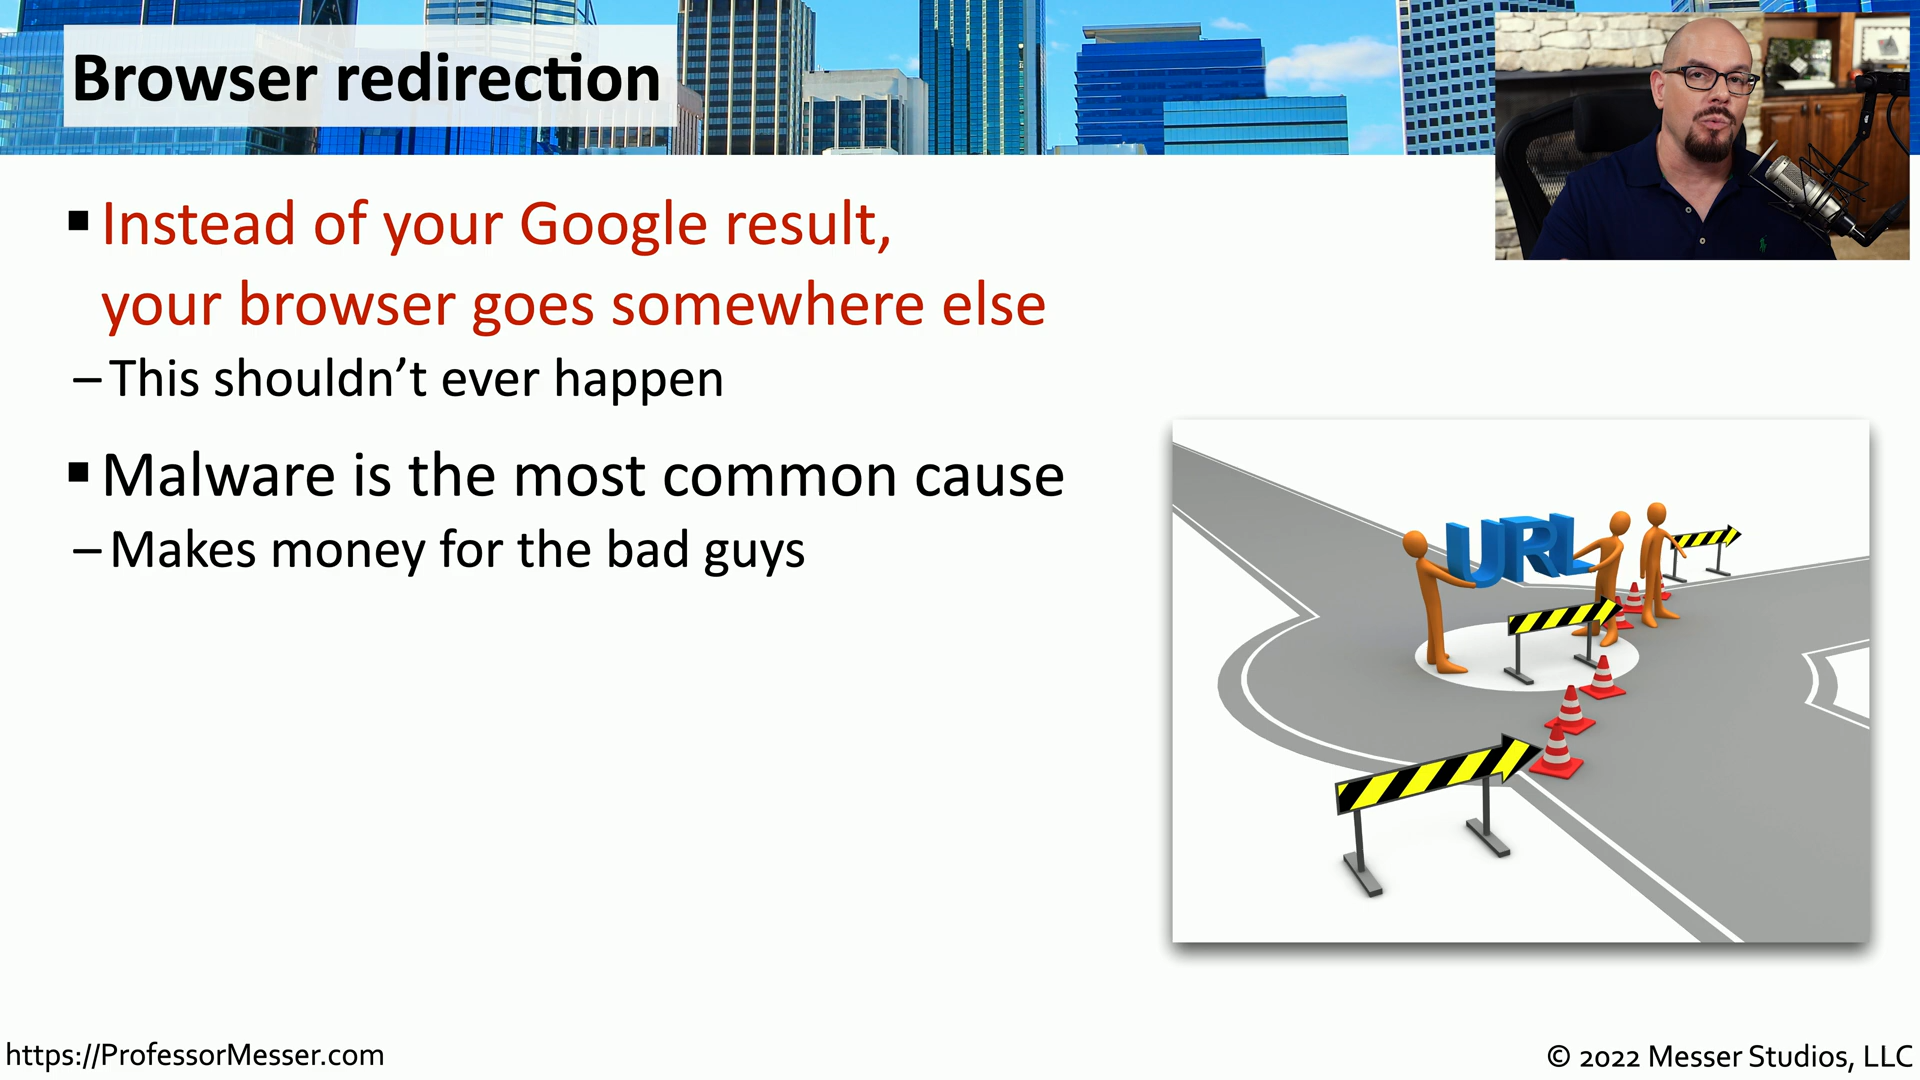 Browser redirection
Instead of your Google result,
your browser goes somewhere else
– This shouldn’t ever happen
Malware is the most common cause
– Makes money for the bad guys
URL
https://ProfessorMesser.com
© 2022 Messer Studios, LLC